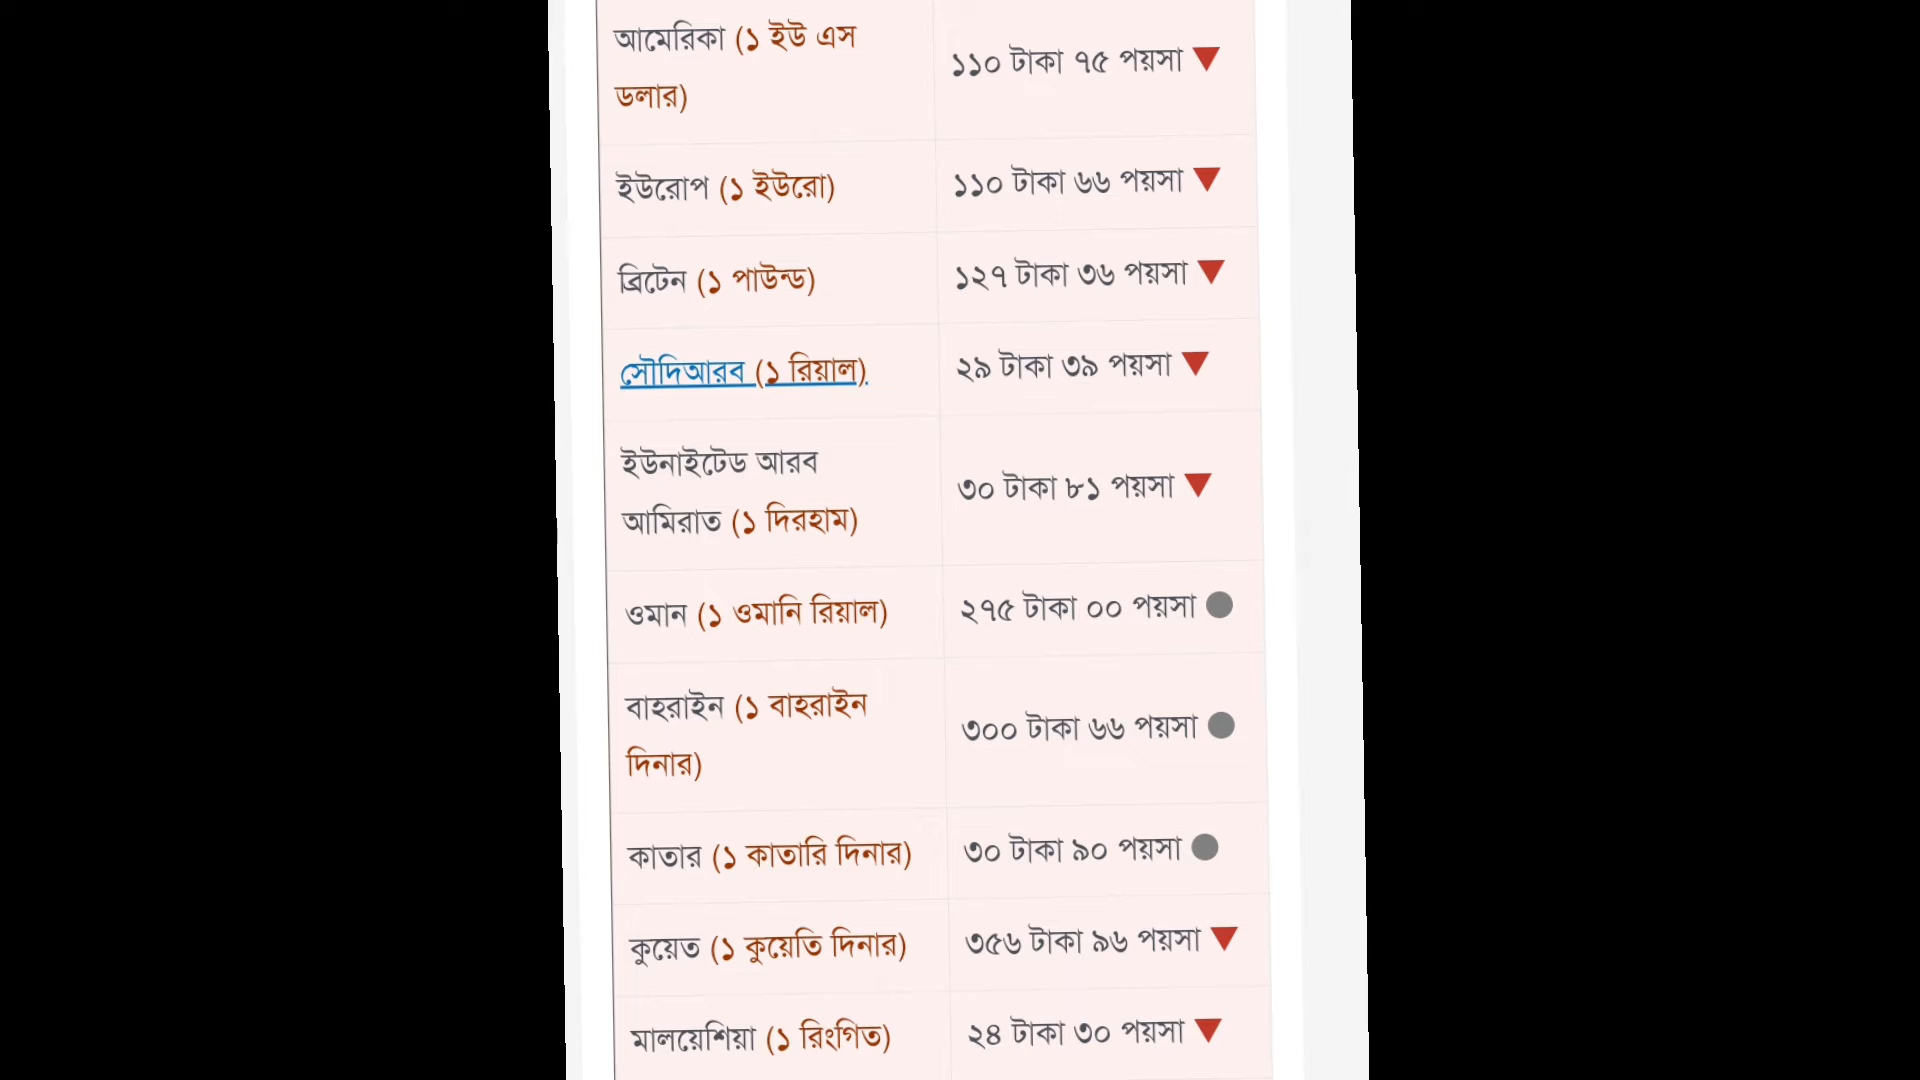 আমেরিকা (১ ইউ এস
ডলার)
১১০ টাকা ৭৫ পয়সা
ইউরোপ (১ ইউরো)
১১০ টাকা ৬৬ পয়সা
ব্রিটেন (১ পাউন্ড)
১২৭ টাকা ৩৬ পয়সা
সৌদিআরব (১ রিয়াল)
২৯ টাকা ৩৯ পয়সা
ইউনাইটেড আরব
আমিরাত (১ দিরহাম)
৩০ টাকা ৮১ পয়সা
ওমান (১ ওমানি রিয়াল)
২৭৫ টাকা ০০ পয়সা
বাহরাইন (১ বাহরাইন
দিনার)
৩০০ টাকা ৬৬ পয়সা
কাতার (১ কাতারি দিনার)
৩০ টাকা ৯০ পয়সা
কুয়েত (১ কুয়েতি দিনার)
৩৫৬ টাকা ৯৬ পয়সা
মালয়েশিয়া (১ রিংগিত)
২৪ টাকা ৩০ পয়সা